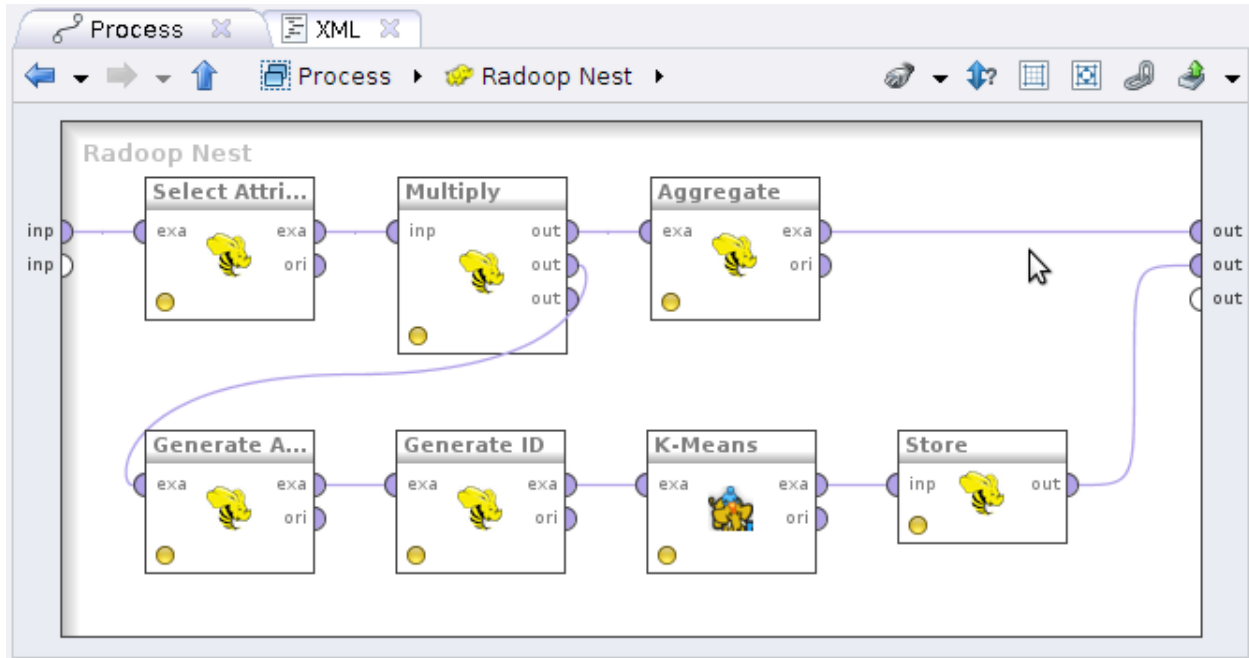 Process XML
Process Radoop Nest
Radoop Nest
Select Attri... Multiply Aggregate
inp exa exa inp out exa exa out
inp ori out ori out
out out
Generate A... Generate ID K-Means Store
exa exa exa exa exa exa inp out
ori ori ori